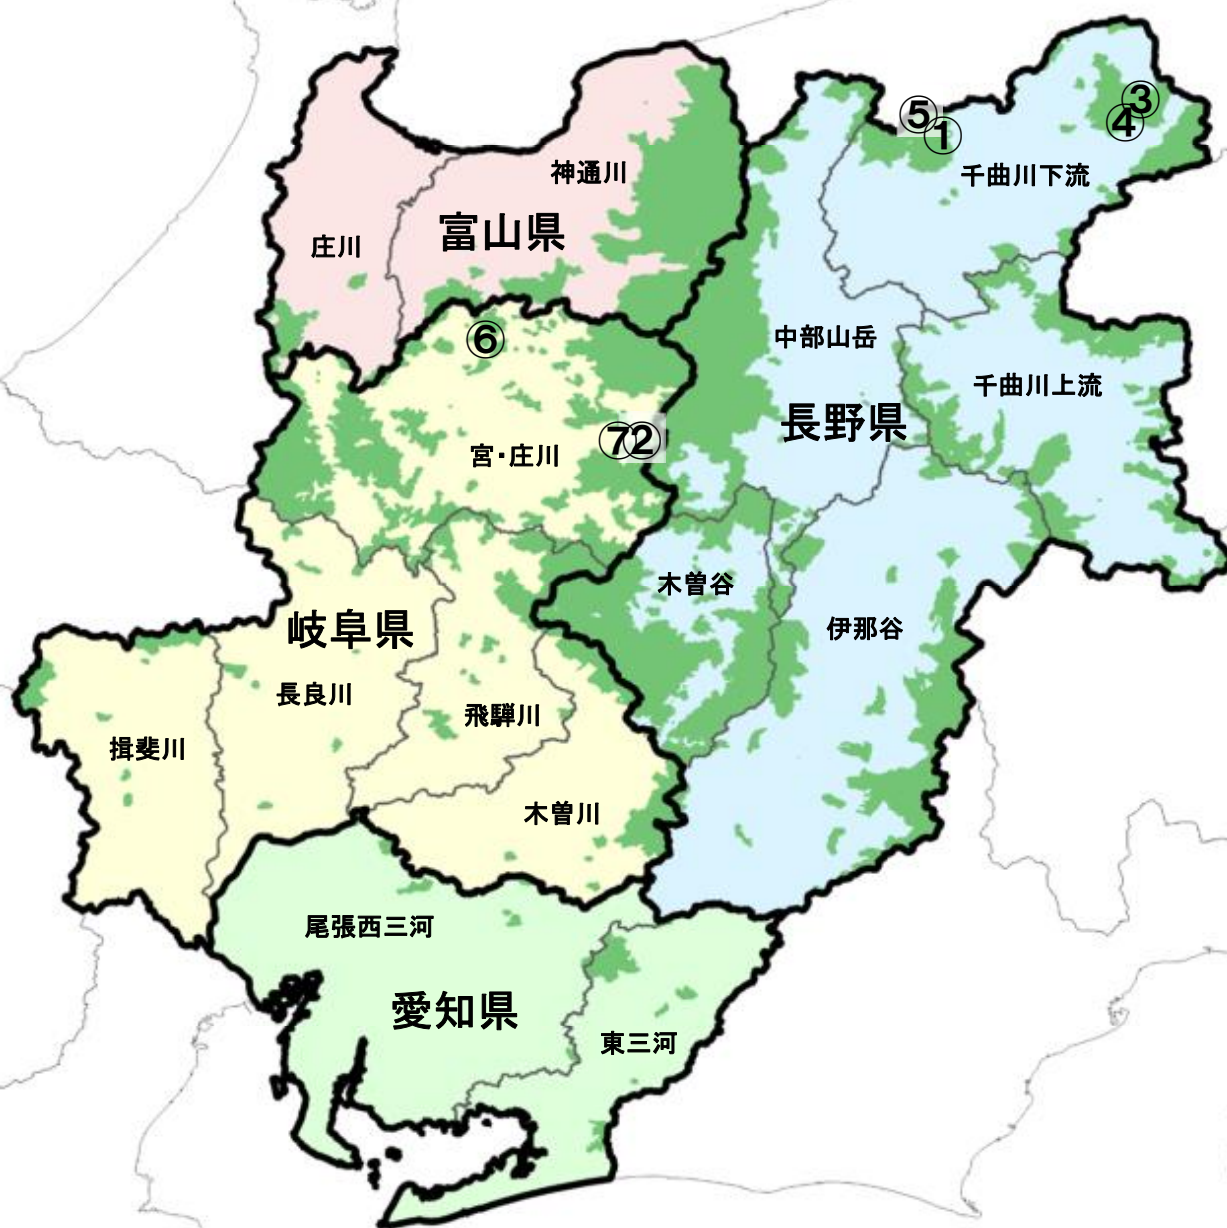 ⑤
①
③
④
千曲川下流
神通川
富山県
庄川
中部山岳
千曲川上流
⑥
長野県
⑦②
宮・庄川
木曽谷
岐阜県
伊那谷
長良川
飛騨川
揖斐川
木曽川
尾張西三河
愛知県
東三河